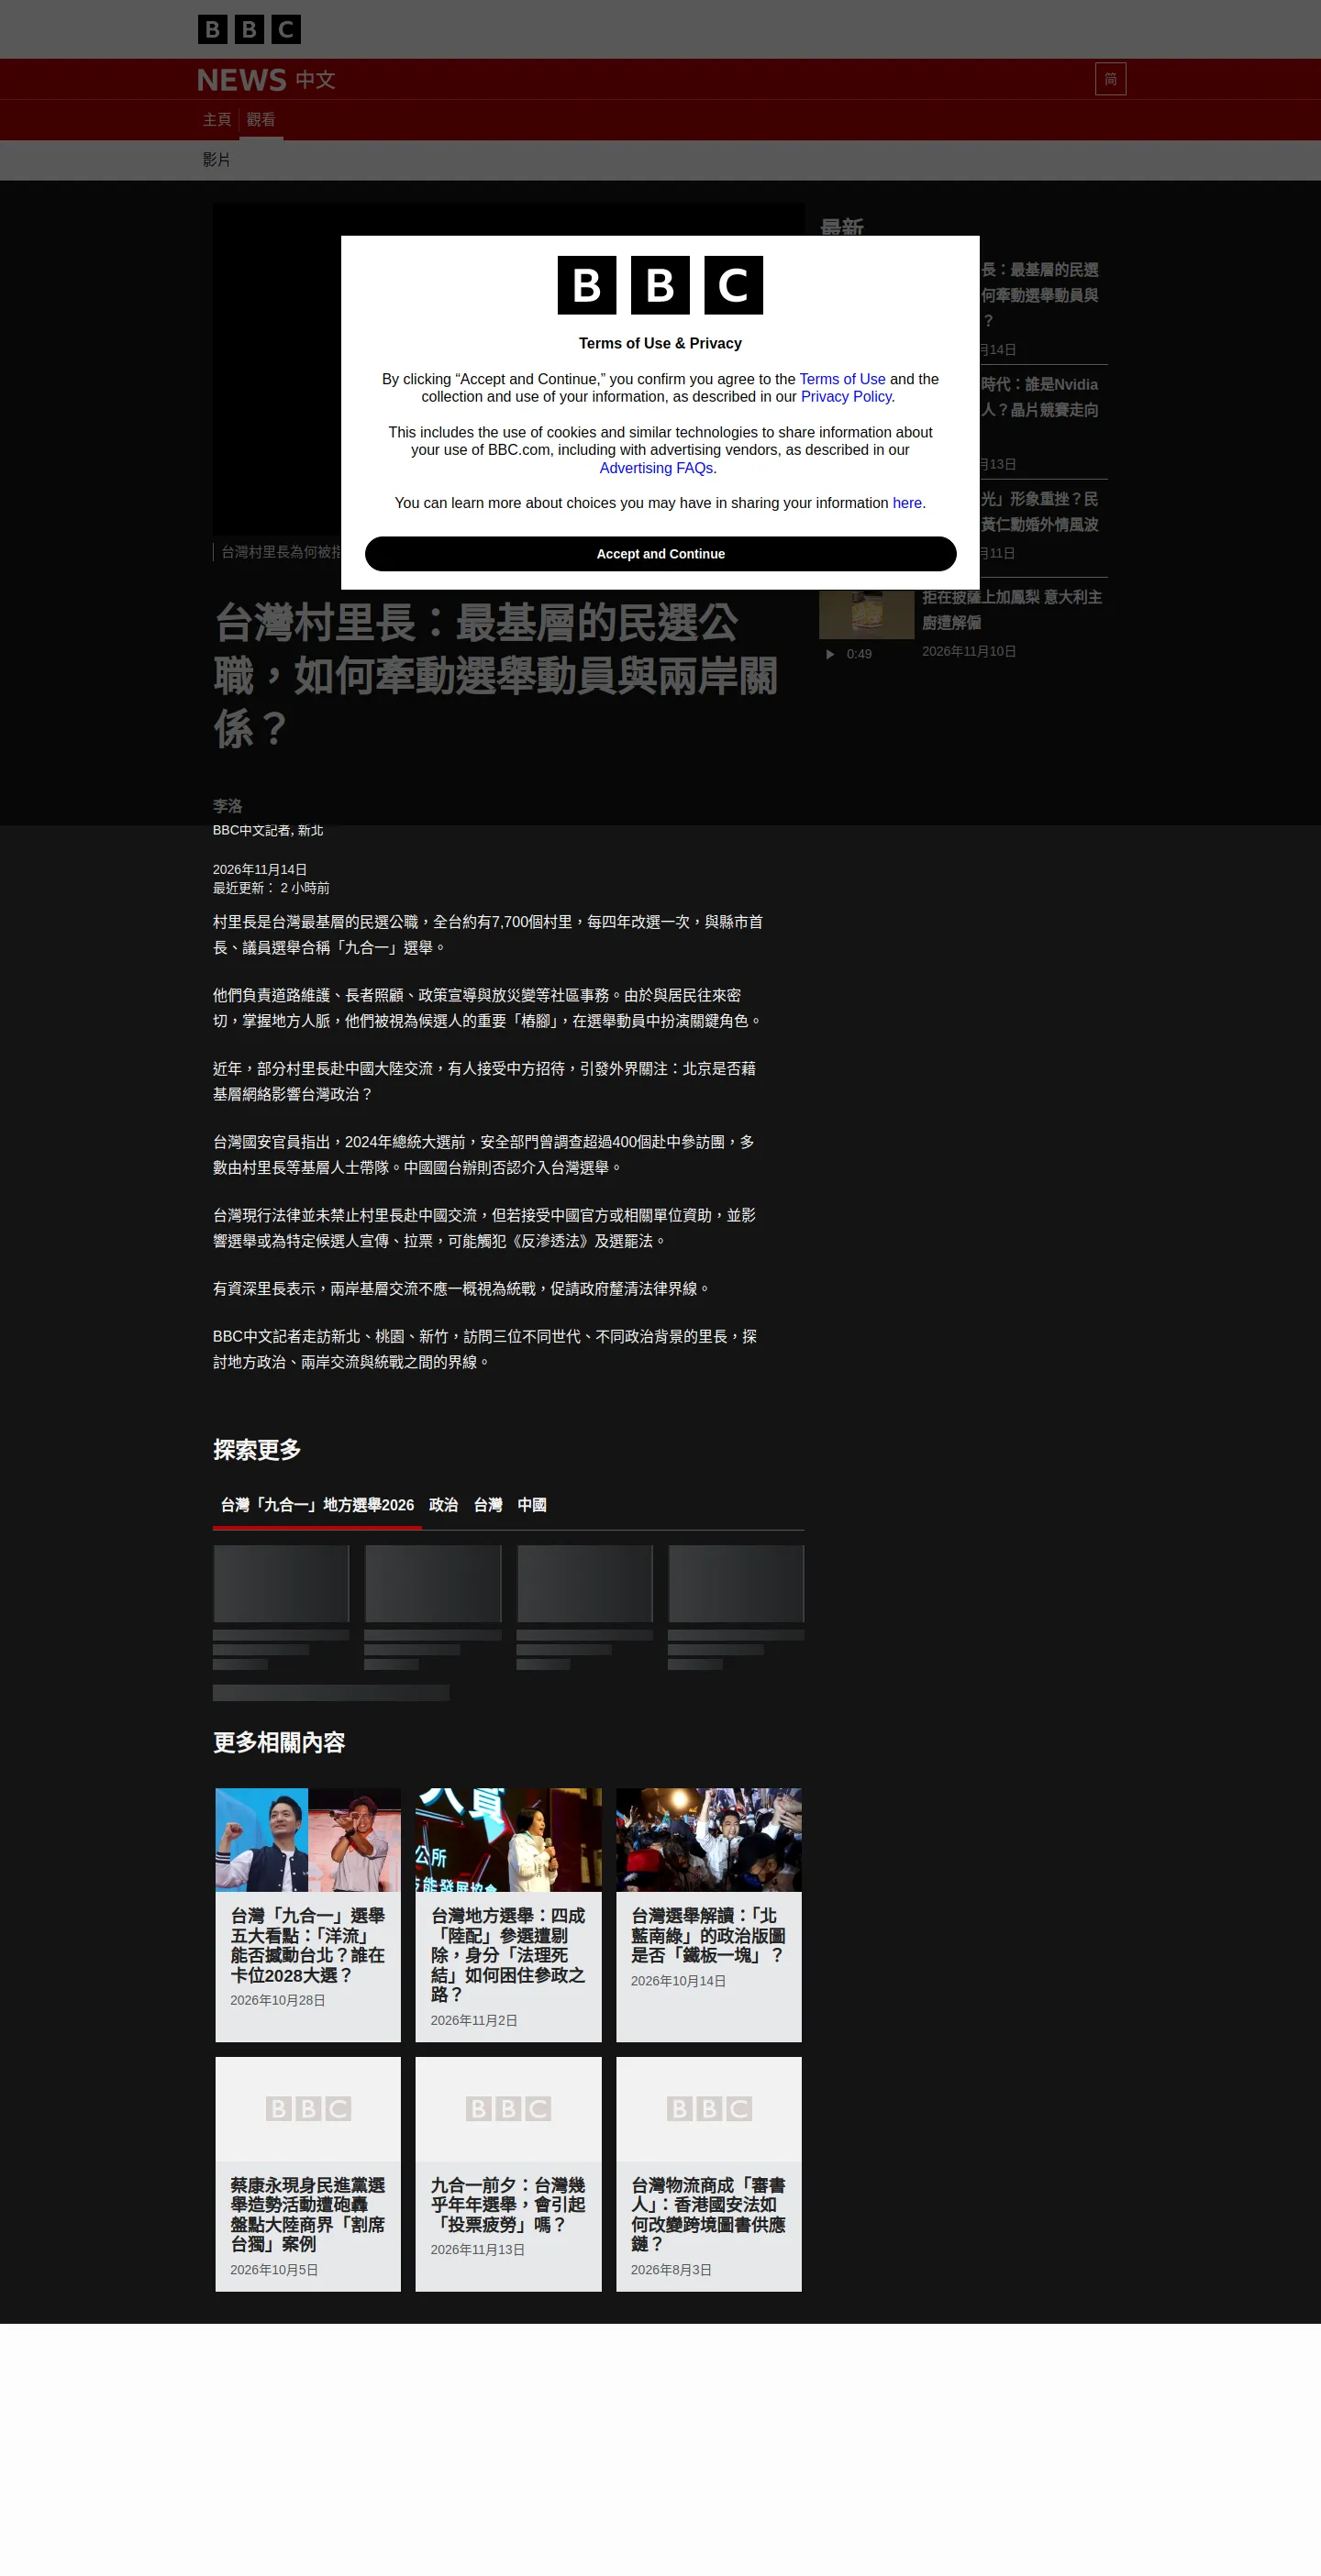 BBC
NEWS 中文
简
主頁
觀看
影片
最新
BBC
Terms of Use & Privacy
By clicking “Accept and Continue,” you confirm you agree to the Terms of Use and the
collection and use of your information, as described in our Privacy Policy.
This includes the use of cookies and similar technologies to share information about
your use of BBC.com, including with advertising vendors, as described in our
Advertising FAQs.
You can learn more about choices you may have in sharing your information here.
Accept and Continue
長：最基層的民選
何牽動選舉動員與
？
月14日
時代：誰是Nvidia
人？晶片競賽走向
月13日
光」形象重挫？民
黃仁勳婚外情風波
月11日
拒在披薩上加鳳梨 意大利主
廚遭解僱
0:49
2026年11月10日
台灣村里長為何被指
台灣村里長：最基層的民選公
職，如何牽動選舉動員與兩岸關
係？
李洛
BBC中文記者, 新北
2026年11月14日
最近更新： 2 小時前
村里長是台灣最基層的民選公職，全台約有7,700個村里，每四年改選一次，與縣市首
長、議員選舉合稱「九合一」選舉。
他們負責道路維護、長者照顧、政策宣導與放災變等社區事務。由於與居民往來密
切，掌握地方人脈，他們被視為候選人的重要「樁腳」，在選舉動員中扮演關鍵角色。
近年，部分村里長赴中國大陸交流，有人接受中方招待，引發外界關注：北京是否藉
基層網絡影響台灣政治？
台灣國安官員指出，2024年總統大選前，安全部門曾調查超過400個赴中參訪團，多
數由村里長等基層人士帶隊。中國國台辦則否認介入台灣選舉。
台灣現行法律並未禁止村里長赴中國交流，但若接受中國官方或相關單位資助，並影
響選舉或為特定候選人宣傳、拉票，可能觸犯《反滲透法》及選罷法。
有資深里長表示，兩岸基層交流不應一概視為統戰，促請政府釐清法律界線。
BBC中文記者走訪新北、桃園、新竹，訪問三位不同世代、不同政治背景的里長，探
討地方政治、兩岸交流與統戰之間的界線。
探索更多
台灣「九合一」地方選舉2026
政治
台灣
中國
更多相關內容
公所
技能發展協會
台灣「九合一」選舉
五大看點：「洋流」
能否撼動台北？誰在
卡位2028大選？
2026年10月28日
台灣地方選舉：四成
「陸配」參選遭剔
除，身分「法理死
結」如何困住參政之
路？
2026年11月2日
台灣選舉解讀：「北
藍南綠」的政治版圖
是否「鐵板一塊」？
2026年10月14日
BBC
BBC
BBC
蔡康永現身民進黨選
舉造勢活動遭砲轟
盤點大陸商界「割席
台獨」案例
2026年10月5日
九合一前夕：台灣幾
乎年年選舉，會引起
「投票疲勞」嗎？
2026年11月13日
台灣物流商成「審書
人」：香港國安法如
何改變跨境圖書供應
鏈？
2026年8月3日